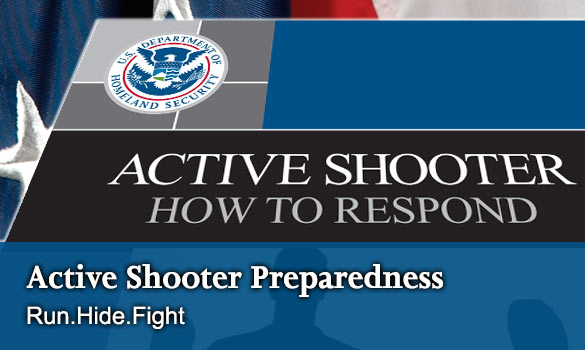 U.S. DEPARTMENT OF
HOMELAND SECURITY
ACTIVE SHOOTER
HOW TO RESPOND
Active Shooter Preparedness
Run.Hide.Fight